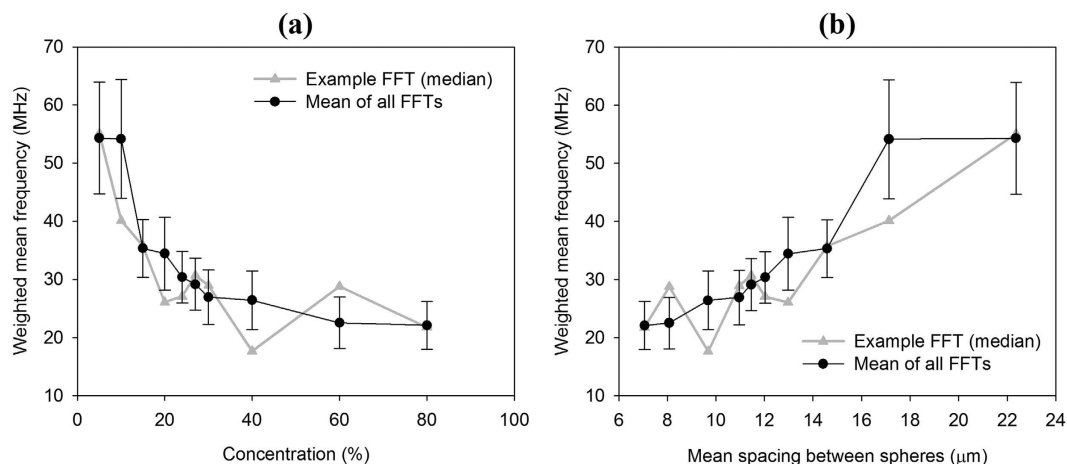 (a)
70
60
50
40
30
20
10
Weighted mean frequency (MHz)
Example FFT (median)
Mean of all FFTs
0 20 40 60 80 100
Concentration (%)
(b)
70
60
50
40
30
20
10
Weighted mean frequency (MHz)
Example FFT (median)
Mean of all FFTs
6 8 10 12 14 16 18 20 22 24
Mean spacing between spheres (μm)